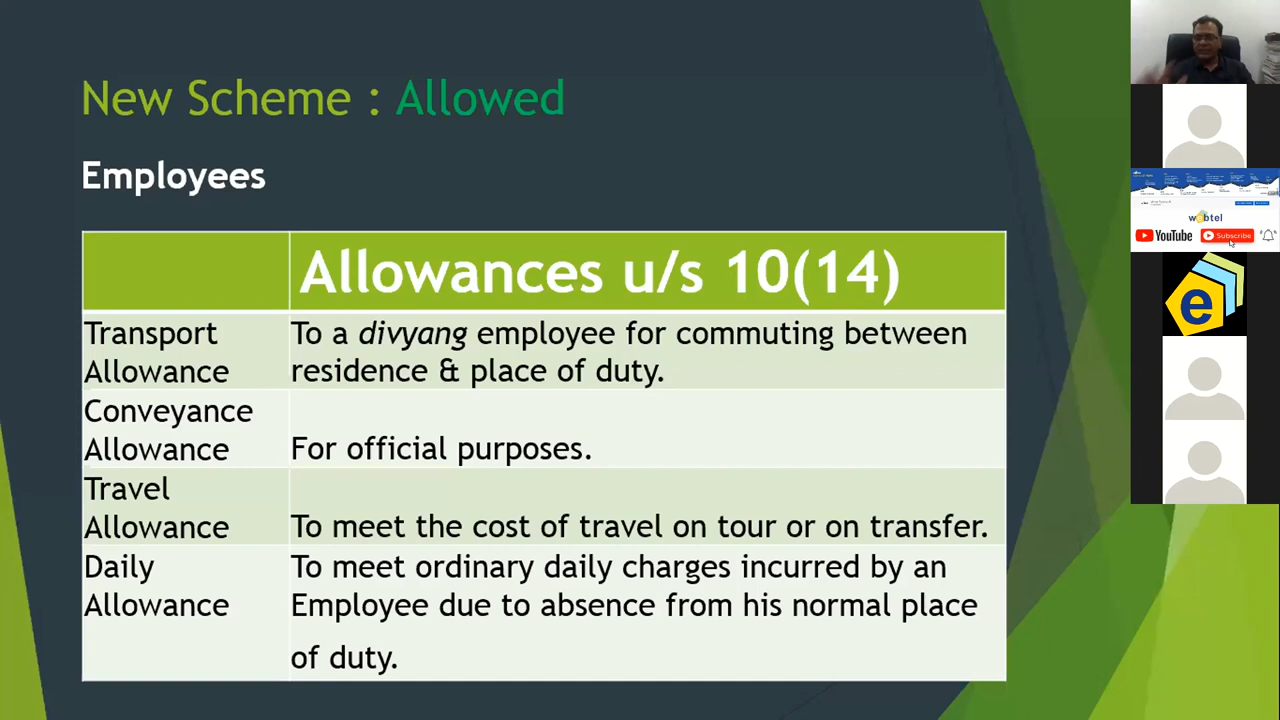 New Scheme : Allowed
Employees
Allowances u/s 10(14)
Transport
Allowance
To a divyang employee for commuting between
residence & place of duty.
Conveyance
Allowance
For official purposes.
Travel
Allowance
To meet the cost of travel on tour or on transfer.
Daily
Allowance
To meet ordinary daily charges incurred by an
Employee due to absence from his normal place
of duty.
webtel
YouTube
Subscribe
e